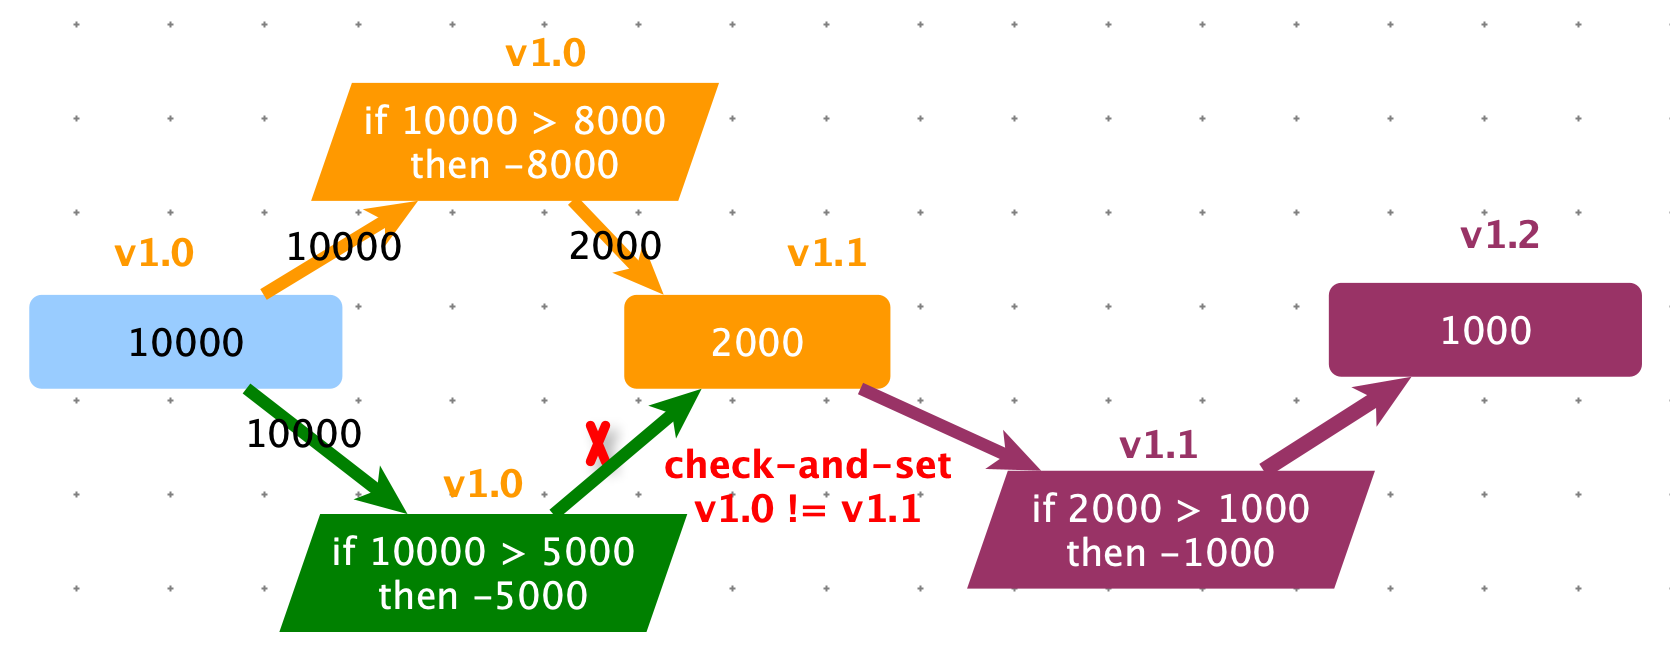 v1.0
if 10000 > 8000
then -8000
10000
2000
v1.0
v1.1
v1.2
10000
2000
1000
10000
v1.0
check-and-set
v1.0 != v1.1
v1.1
if 10000 > 5000
then -5000
if 2000 > 1000
then -1000